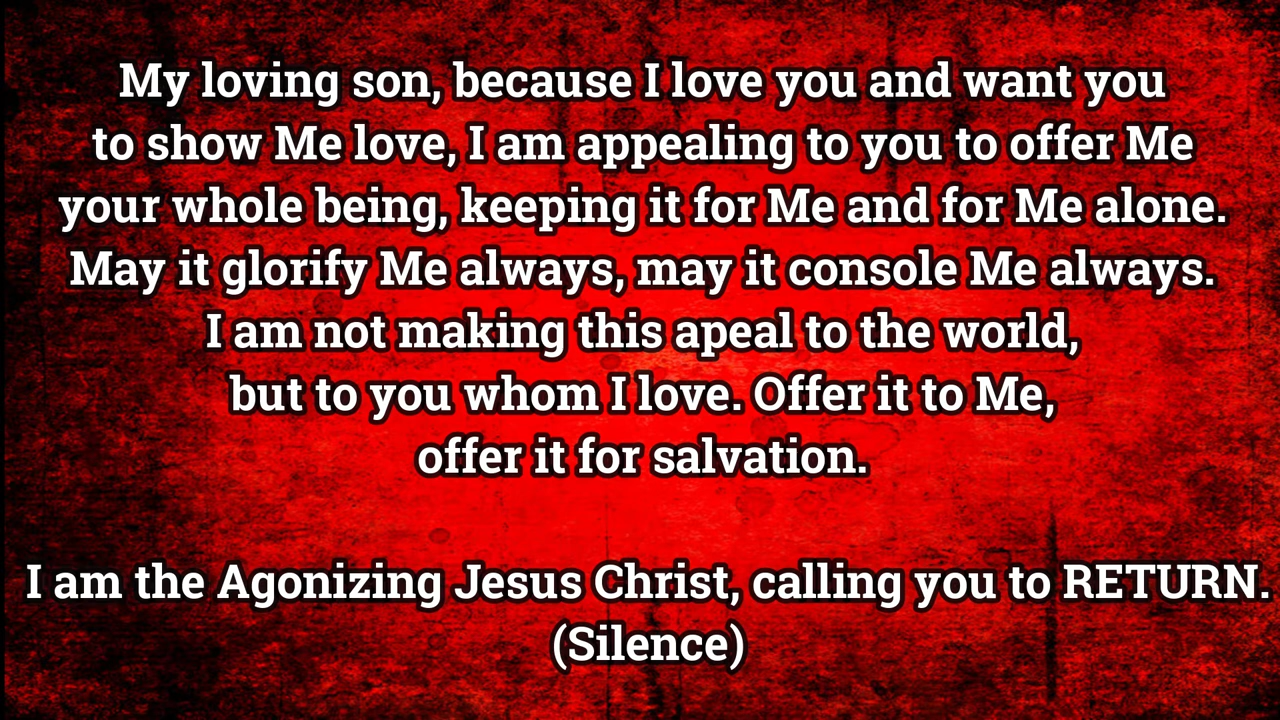 My loving son, because I love you and want you
to show Me love, I am appealing to you to offer Me
your whole being, keeping it for Me and for Me alone.
May it glorify Me always, may it console Me always.
I am not making this apeal to the world,
but to you whom I love. Offer it to Me,
offer it for salvation.
I am the Agonizing Jesus Christ, calling you to RETURN.
(Silence)